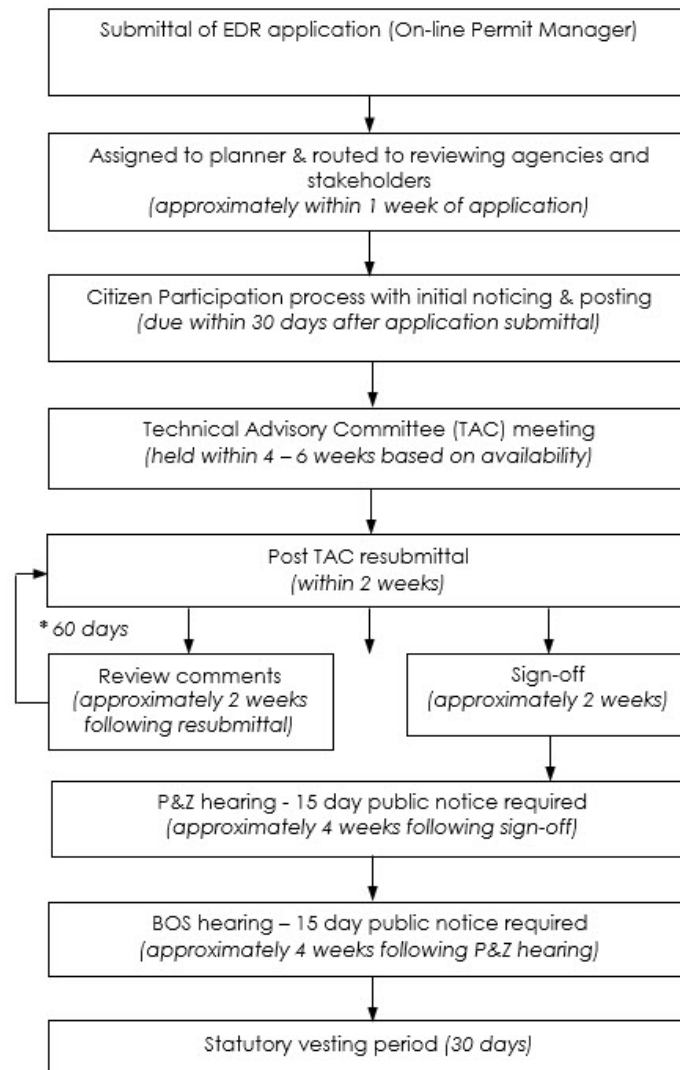 Submittal of EDR application (On-line Permit Manager)
Assigned to planner & routed to reviewing agencies and
stakeholders
(approximately within 1 week of application)
Citizen Participation process with initial noticing & posting
(due within 30 days after application submittal)
Technical Advisory Committee (TAC) meeting
(held within 4 – 6 weeks based on availability)
Post TAC resubmittal
(within 2 weeks)
* 60 days
Review comments
(approximately 2 weeks
following resubmittal)
Sign-off
(approximately 2 weeks)
P&Z hearing - 15 day public notice required
(approximately 4 weeks following sign-off)
BOS hearing – 15 day public notice required
(approximately 4 weeks following P&Z hearing)
Statutory vesting period (30 days)